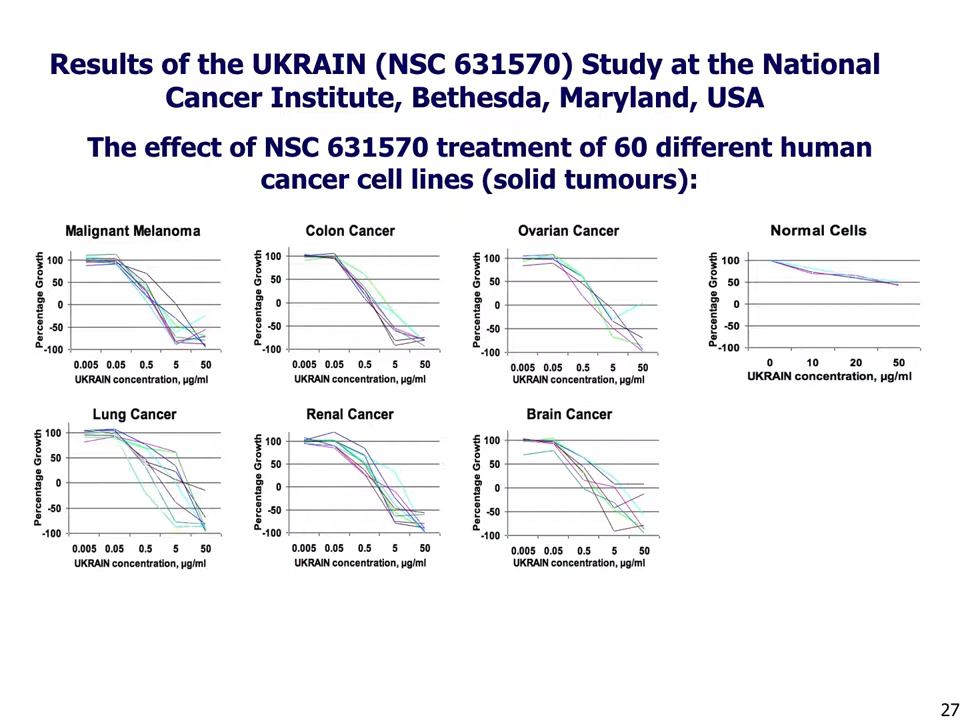 Results of the UKRAIN (NSC 631570) Study at the National
Cancer Institute, Bethesda, Maryland, USA
The effect of NSC 631570 treatment of 60 different human
cancer cell lines (solid tumours):
Malignant Melanoma
Percentage Growth
100
50
0
-50
-100
0.005 0.05 0.5 5 50
UKRAIN concentration, µg/ml
Colon Cancer
Percentage Growth
100
50
0
-50
-100
0.005 0.05 0.5 5 50
UKRAIN concentration, µg/ml
Ovarian Cancer
Percentage Growth
100
50
0
-50
-100
0.005 0.05 0.5 5 50
UKRAIN concentration, µg/ml
Normal Cells
Percentage Growth
100
50
0
-50
-100
0 10 20 50
UKRAIN concentration, µg/ml
Lung Cancer
Percentage Growth
100
50
0
-50
-100
0.005 0.05 0.5 5 50
UKRAIN concentration, µg/ml
Renal Cancer
Percentage Growth
100
50
0
-50
-100
0.005 0.05 0.5 5 50
UKRAIN concentration, µg/ml
Brain Cancer
Percentage Growth
100
50
0
-50
-100
0.005 0.05 0.5 5 50
UKRAIN concentration, µg/ml
27